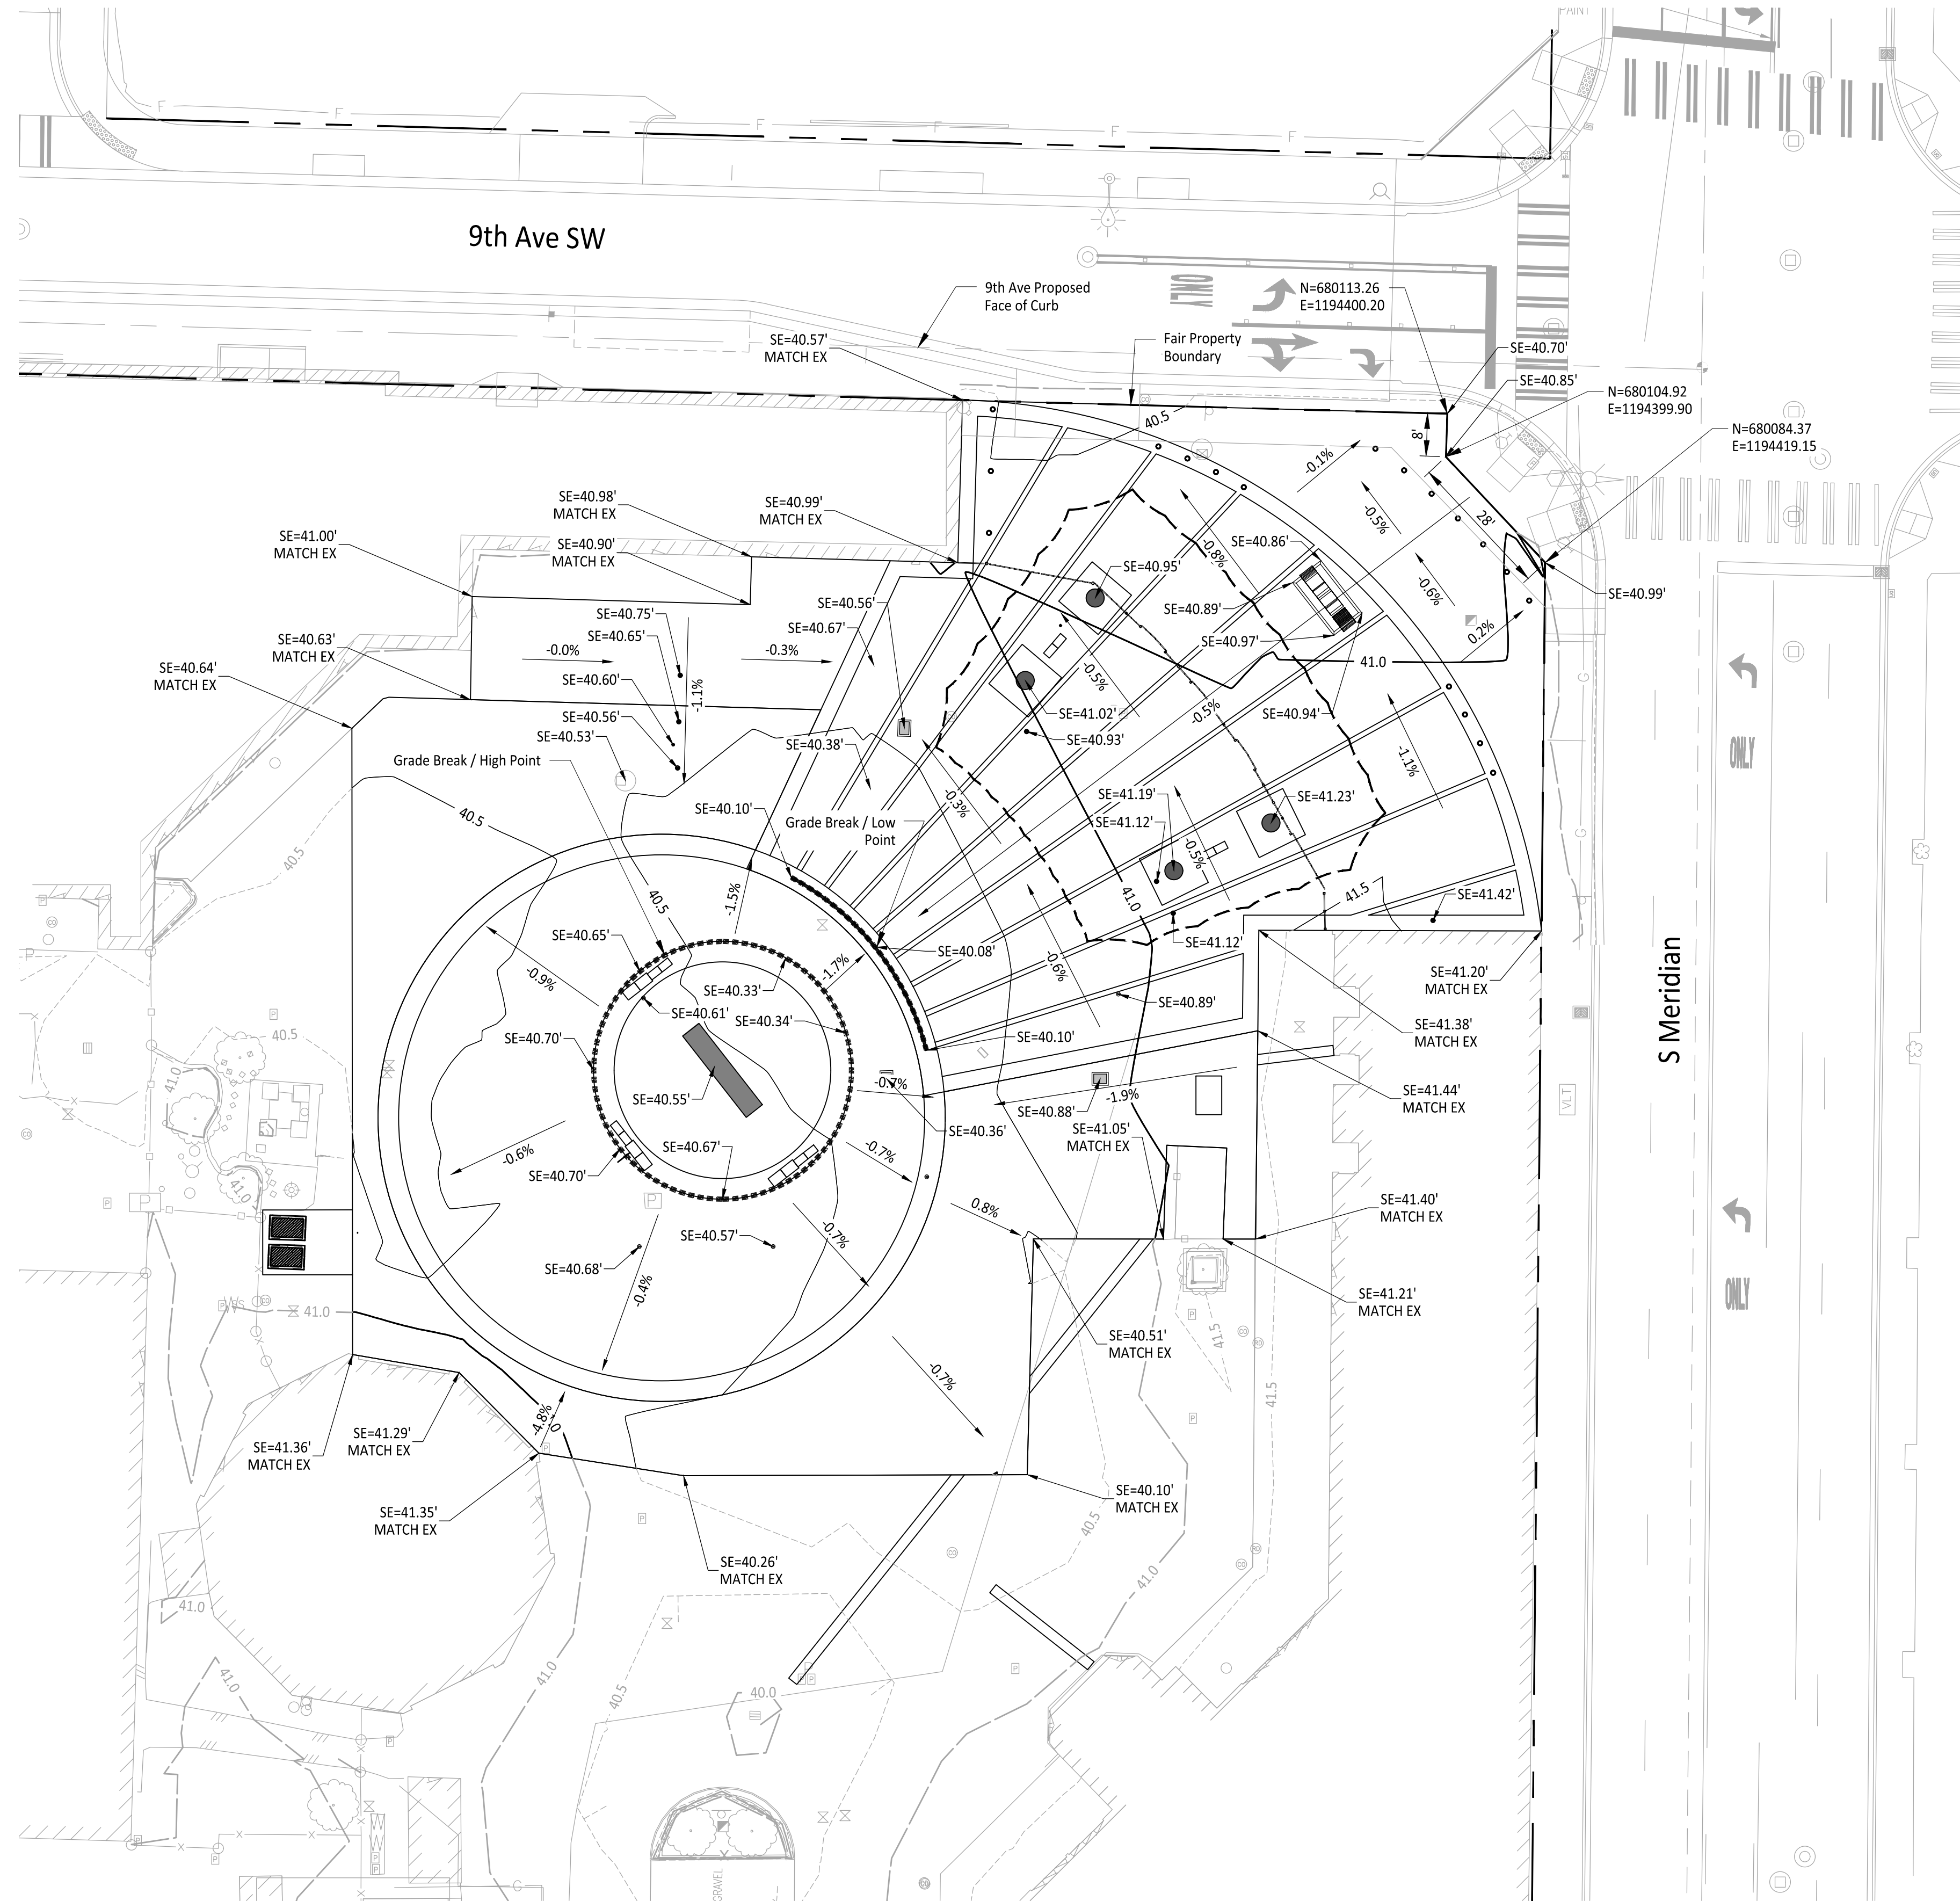 PAINT
F
F
F
F
F
F
9th Ave SW
9th Ave Proposed
Face of Curb
ONLY
N=680113.26
E=1194400.20
SE=40.57'
MATCH EX
Fair Property
Boundary
SE=40.70'
SE=40.85'
N=680104.92
E=1194399.90
N=680084.37
E=1194419.15
40.5
8'
-0.1%
-0.5%
28'
SE=40.98'
MATCH EX
SE=40.99'
MATCH EX
SE=41.00'
MATCH EX
SE=40.90'
MATCH EX
SE=40.86'
-0.8%
SE=40.95'
-0.6%
SE=40.99'
SE=40.56'
SE=40.89'
SE=40.75'
SE=40.67'
SE=40.65'
SE=40.97'
0.2%
SE=40.63'
MATCH EX
-0.0%
-0.3%
41.0
SE=40.64'
MATCH EX
SE=40.60'
-0.5%
-1.1%
SE=41.02'
-0.5%
SE=40.94'
SE=40.56'
SE=40.53'
SE=40.93'
SE=40.38'
Grade Break / High Point
-1.1%
ONLY
SE=41.19'
SE=41.23'
-0.3%
SE=40.10'
Grade Break / Low
Point
SE=41.12'
40.5
G
G
40.5
-0.5%
40.5
-1.5%
41.0
41.5
SE=41.42'
SE=40.65'
SE=40.08'
SE=41.12'
P
-0.9%
-1.7%
-0.6%
SE=41.20'
MATCH EX
S Meridian
SE=40.33'
SE=40.89'
SE=40.61'
SE=40.34'
SE=41.38'
MATCH EX
40.5
SE=40.70'
SE=40.10'
41.0
-0.7%
SE=41.44'
MATCH EX
VLT
SE=40.55'
-1.9%
SE=40.88'
SE=40.36'
SE=41.05'
MATCH EX
SE=40.67'
-0.7%
-0.6%
SE=40.70'
41.0
P
P
SE=41.40'
MATCH EX
0.8%
SE=40.57'
-0.7%
SE=40.68'
-0.4%
ONLY
SE=41.21'
MATCH EX
WS
41.0
41.5
SE=40.51'
MATCH EX
-0.7%
41.5
-4.8%
SE=41.29'
MATCH EX
SE=41.36'
MATCH EX
SE=40.10'
MATCH EX
SE=41.35'
MATCH EX
40.5
SE=40.26'
MATCH EX
41.0
41.0
41.0
41.0
40.5
40.0
GRAVEL
G